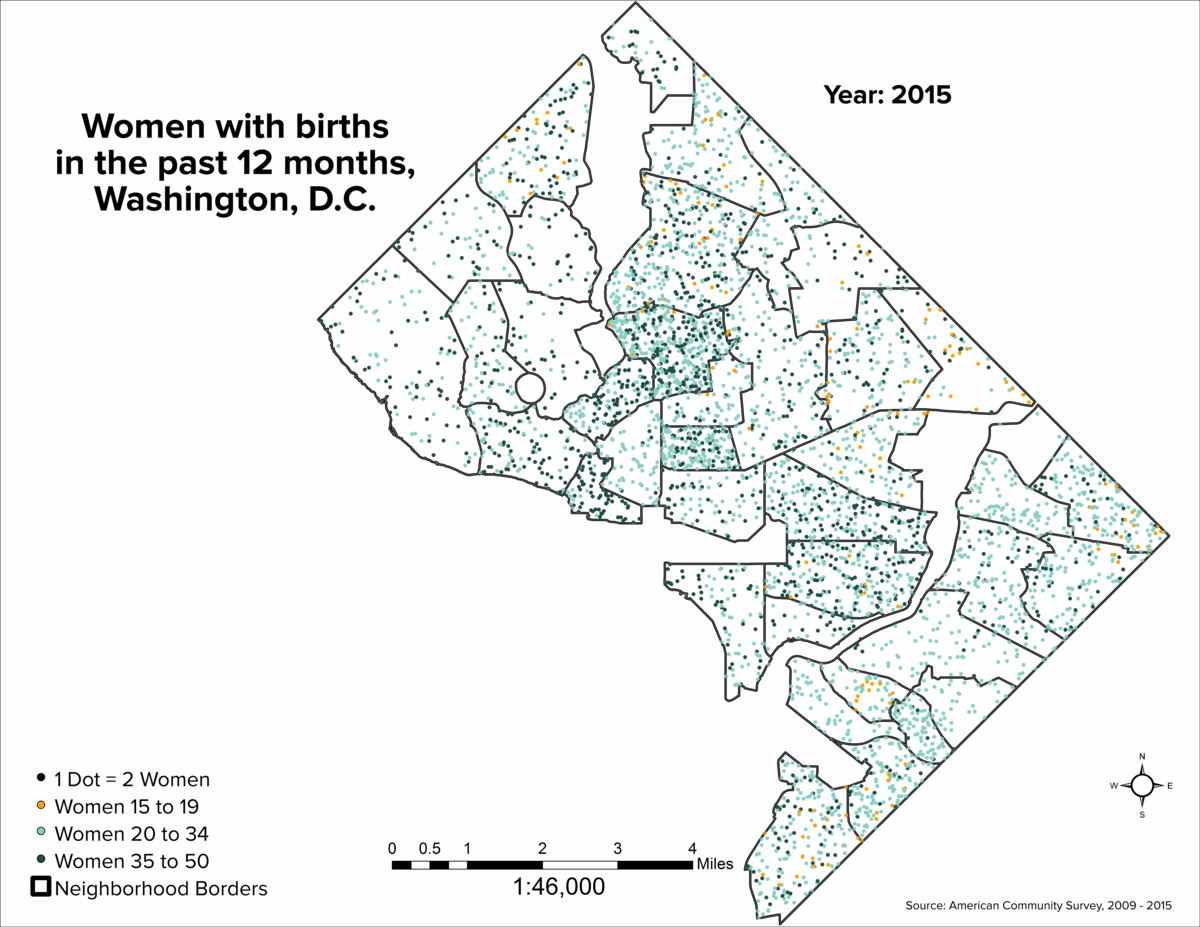 Women with births
in the past 12 months,
Washington, D.C.
Year: 2015
1 Dot = 2 Women
Women 15 to 19
Women 20 to 34
Women 35 to 50
Neighborhood Borders
0 0.5 1 2 3 4
Miles
1:46,000
N
W E
S
Source: American Community Survey, 2009 - 2015